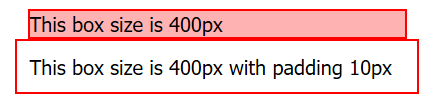 This box size is 400px
This box size is 400px with padding 10px